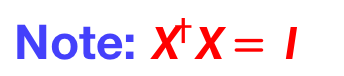 Note: X† X = I